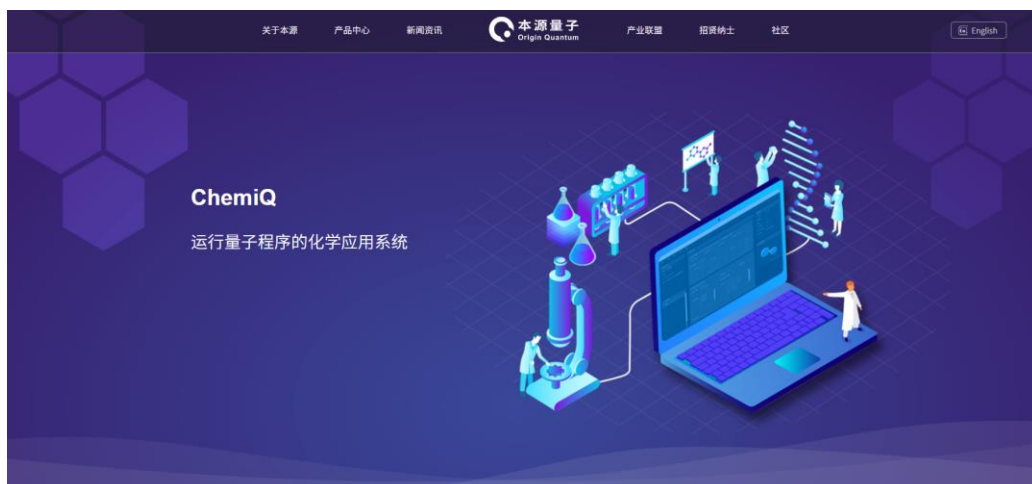 关于本源
产品中心
新闻资讯
本源量子
Origin Quantum
产业联盟
招贤纳士
社区
English
ChemiQ
运行量子程序的化学应用系统